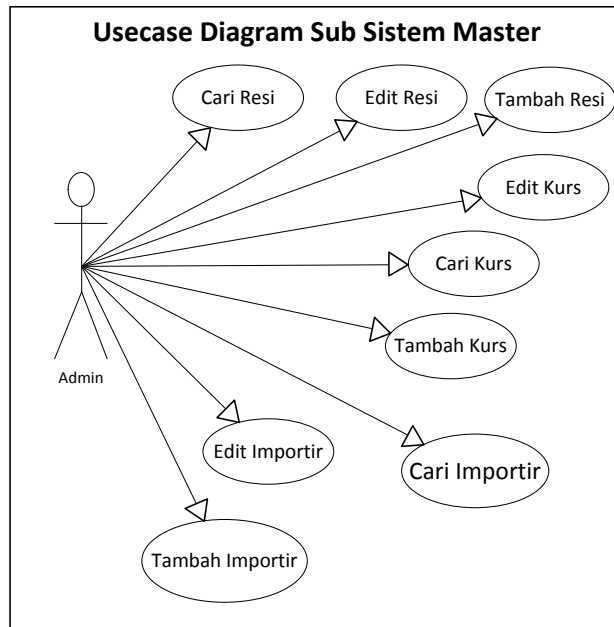 Usecase Diagram Sub Sistem Master
Cari Resi
Edit Resi
Tambah Resi
Edit Kurs
Cari Kurs
Tambah Kurs
Admin
Edit Importir
Cari Importir
Tambah Importir